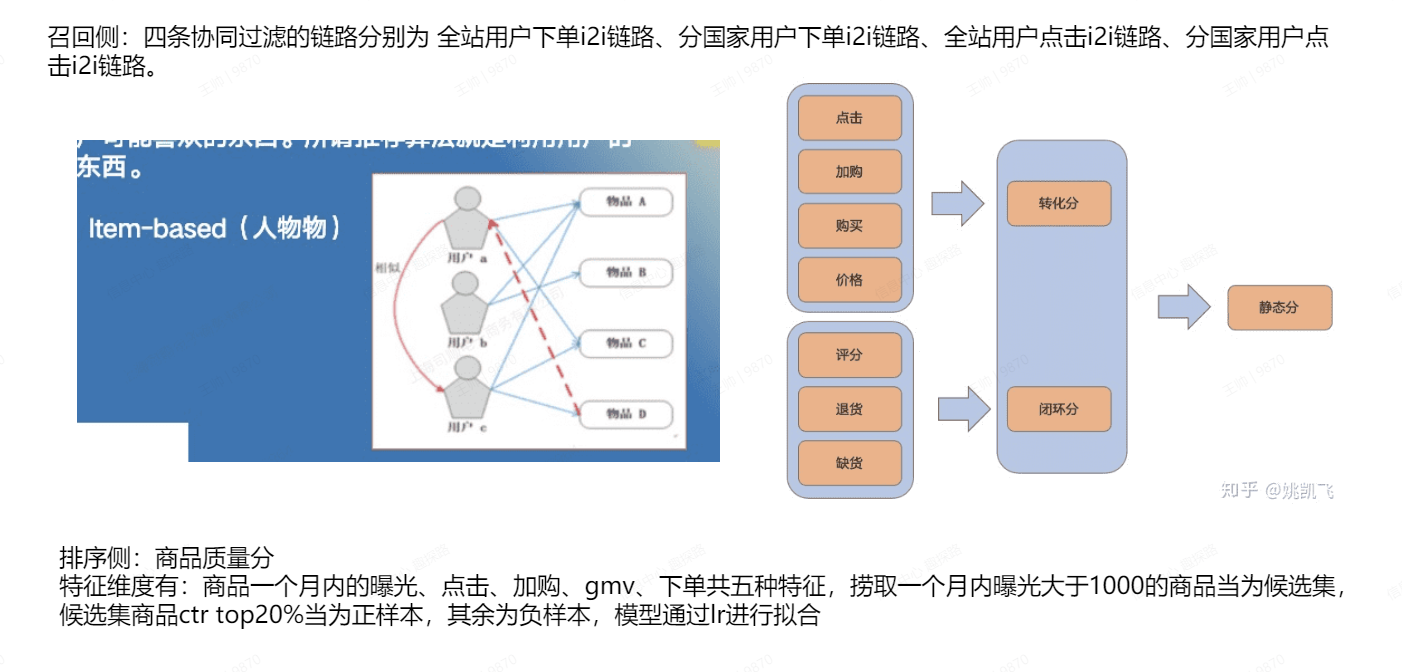 召回侧：四条协同过滤的链路分别为 全站用户下单i2i链路、分国家用户下单i2i链路、全站用户点击i2i链路、分国家用户点
击i2i链路。
东西。
Item-based（人物物）
相似
用户 a
用户 b
用户 c
物品 A
物品 B
物品 C
物品 D
点击
加购
购买
价格
评分
退货
缺货
转化分
闭环分
静态分
知乎 @姚凯飞
排序侧：商品质量分
特征维度有：商品一个月内的曝光、点击、加购、gmv、下单共五种特征，捞取一个月内曝光大于1000的商品当为候选集，
候选集商品ctr top20%当为正样本，其余为负样本，模型通过lr进行拟合